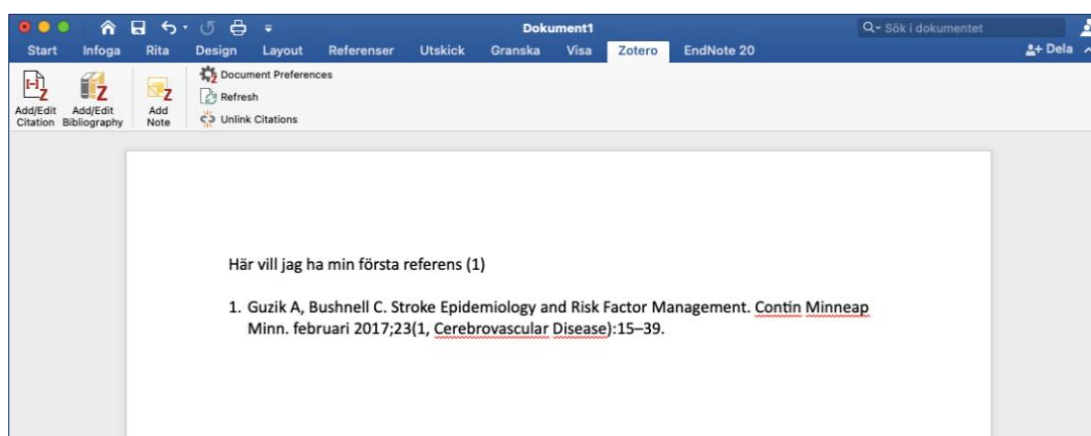 Dokument1
Sök i dokumentet
Start Infoga Rita Design Layout Referenser Utskick Granska Visa Zotero EndNote 20 Dela
Add/Edit Citation
Add/Edit Bibliography
Add Note
Document Preferences
Refresh
Unlink Citations
Här vill jag ha min första referens (1)
1. Guzik A, Bushnell C. Stroke Epidemiology and Risk Factor Management. Contin Minneap
Minn. februari 2017;23(1, Cerebrovascular Disease):15–39.